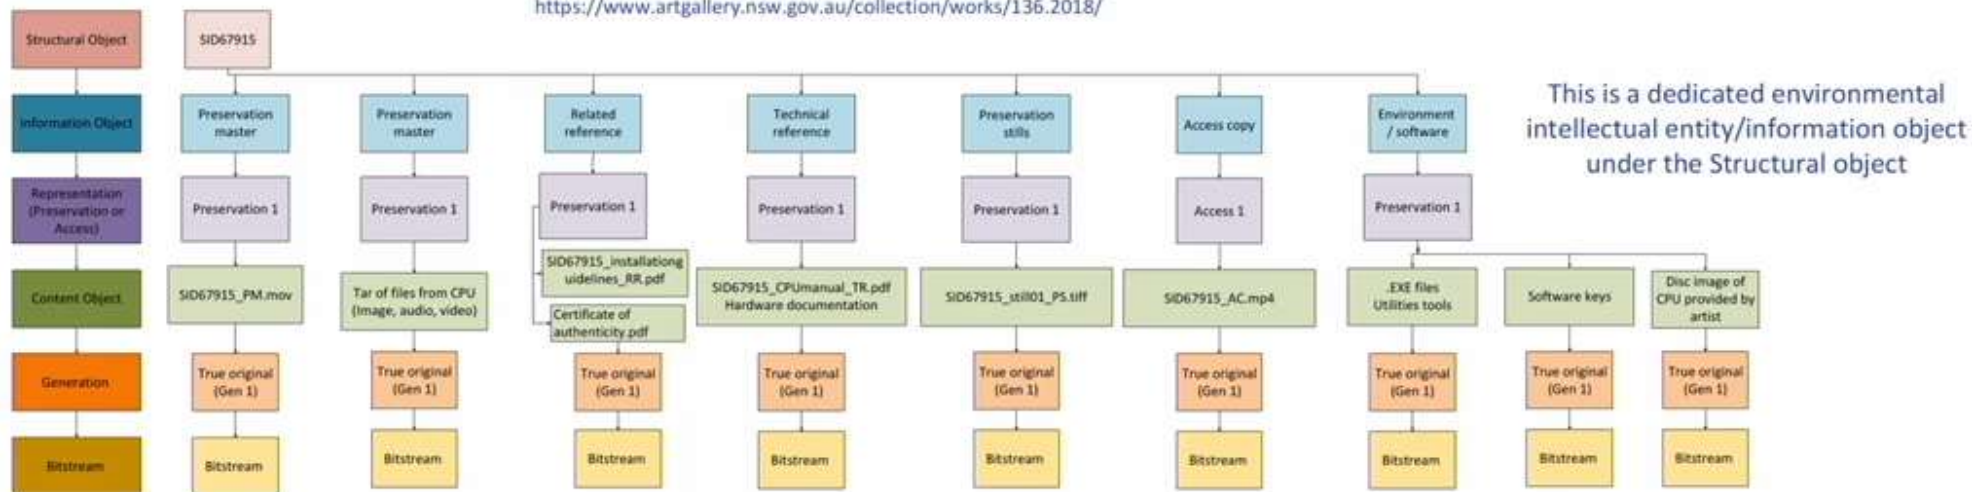 https://www.artgallery.nsw.gov.au/collection/works/136.2018/
Structural Object
SID67915
This is a dedicated environmental
intellectual entity/information object
under the Structural object
Information Object
Preservation
master
Preservation
master
Related
reference
Technical
reference
Preservation
stills
Access copy
Environment
/ software
Representation
(Preservation or
Access)
Preservation 1
Preservation 1
Preservation 1
Preservation 1
Preservation 1
Access 1
Preservation 1
Content Object
SID67915_PM.mov
Tar of files from CPU
(Image, audio, video)
SID67915_installationg
uidelines_RR.pdf
Certificate of
authenticity.pdf
SID67915_CPUmanual_TR.pdf
Hardware documentation
SID67915_still01_PS.tiff
SID67915_AC.mp4
.EXE files
Utilities tools
Software keys
Disc image of
CPU provided by
artist
Generation
True original
(Gen 1)
True original
(Gen 1)
True original
(Gen 1)
True original
(Gen 1)
True original
(Gen 1)
True original
(Gen 1)
True original
(Gen 1)
True original
(Gen 1)
True original
(Gen 1)
Bitstream
Bitstream
Bitstream
Bitstream
Bitstream
Bitstream
Bitstream
Bitstream
Bitstream
Bitstream